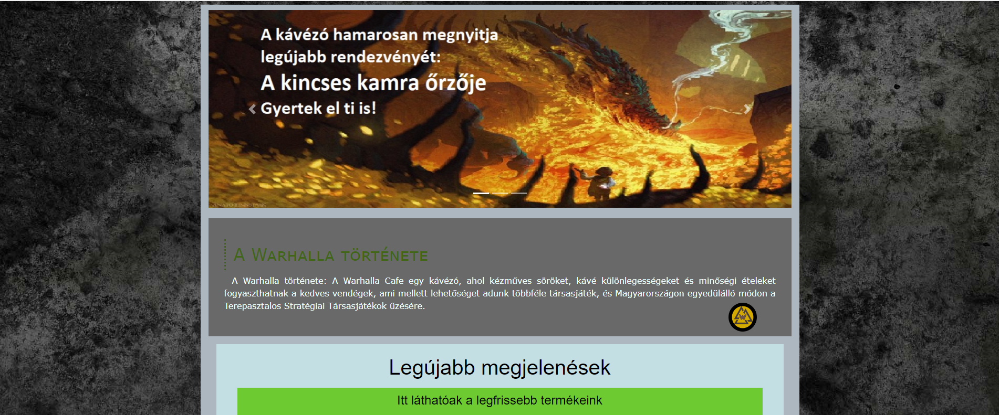 A kávézó hamarosan megnyitja
legújabb rendezvényét:
A kincses kamra őrzője
Gyertek el ti is!
A Warhalla története
A Warhalla története: A Warhalla Cafe egy kávézó, ahol kézműves söröket, kávé különlegességeket és minőségi ételeket
fogyaszthatnak a kedves vendégek, ami mellett lehetőséget adunk többféle társasjáték, és Magyarországon egyedülálló módon a
Terepasztalos Stratégiai Társasjátékok űzésére.
W
Legújabb megjelenések
Itt láthatóak a legfrissebb termékeink